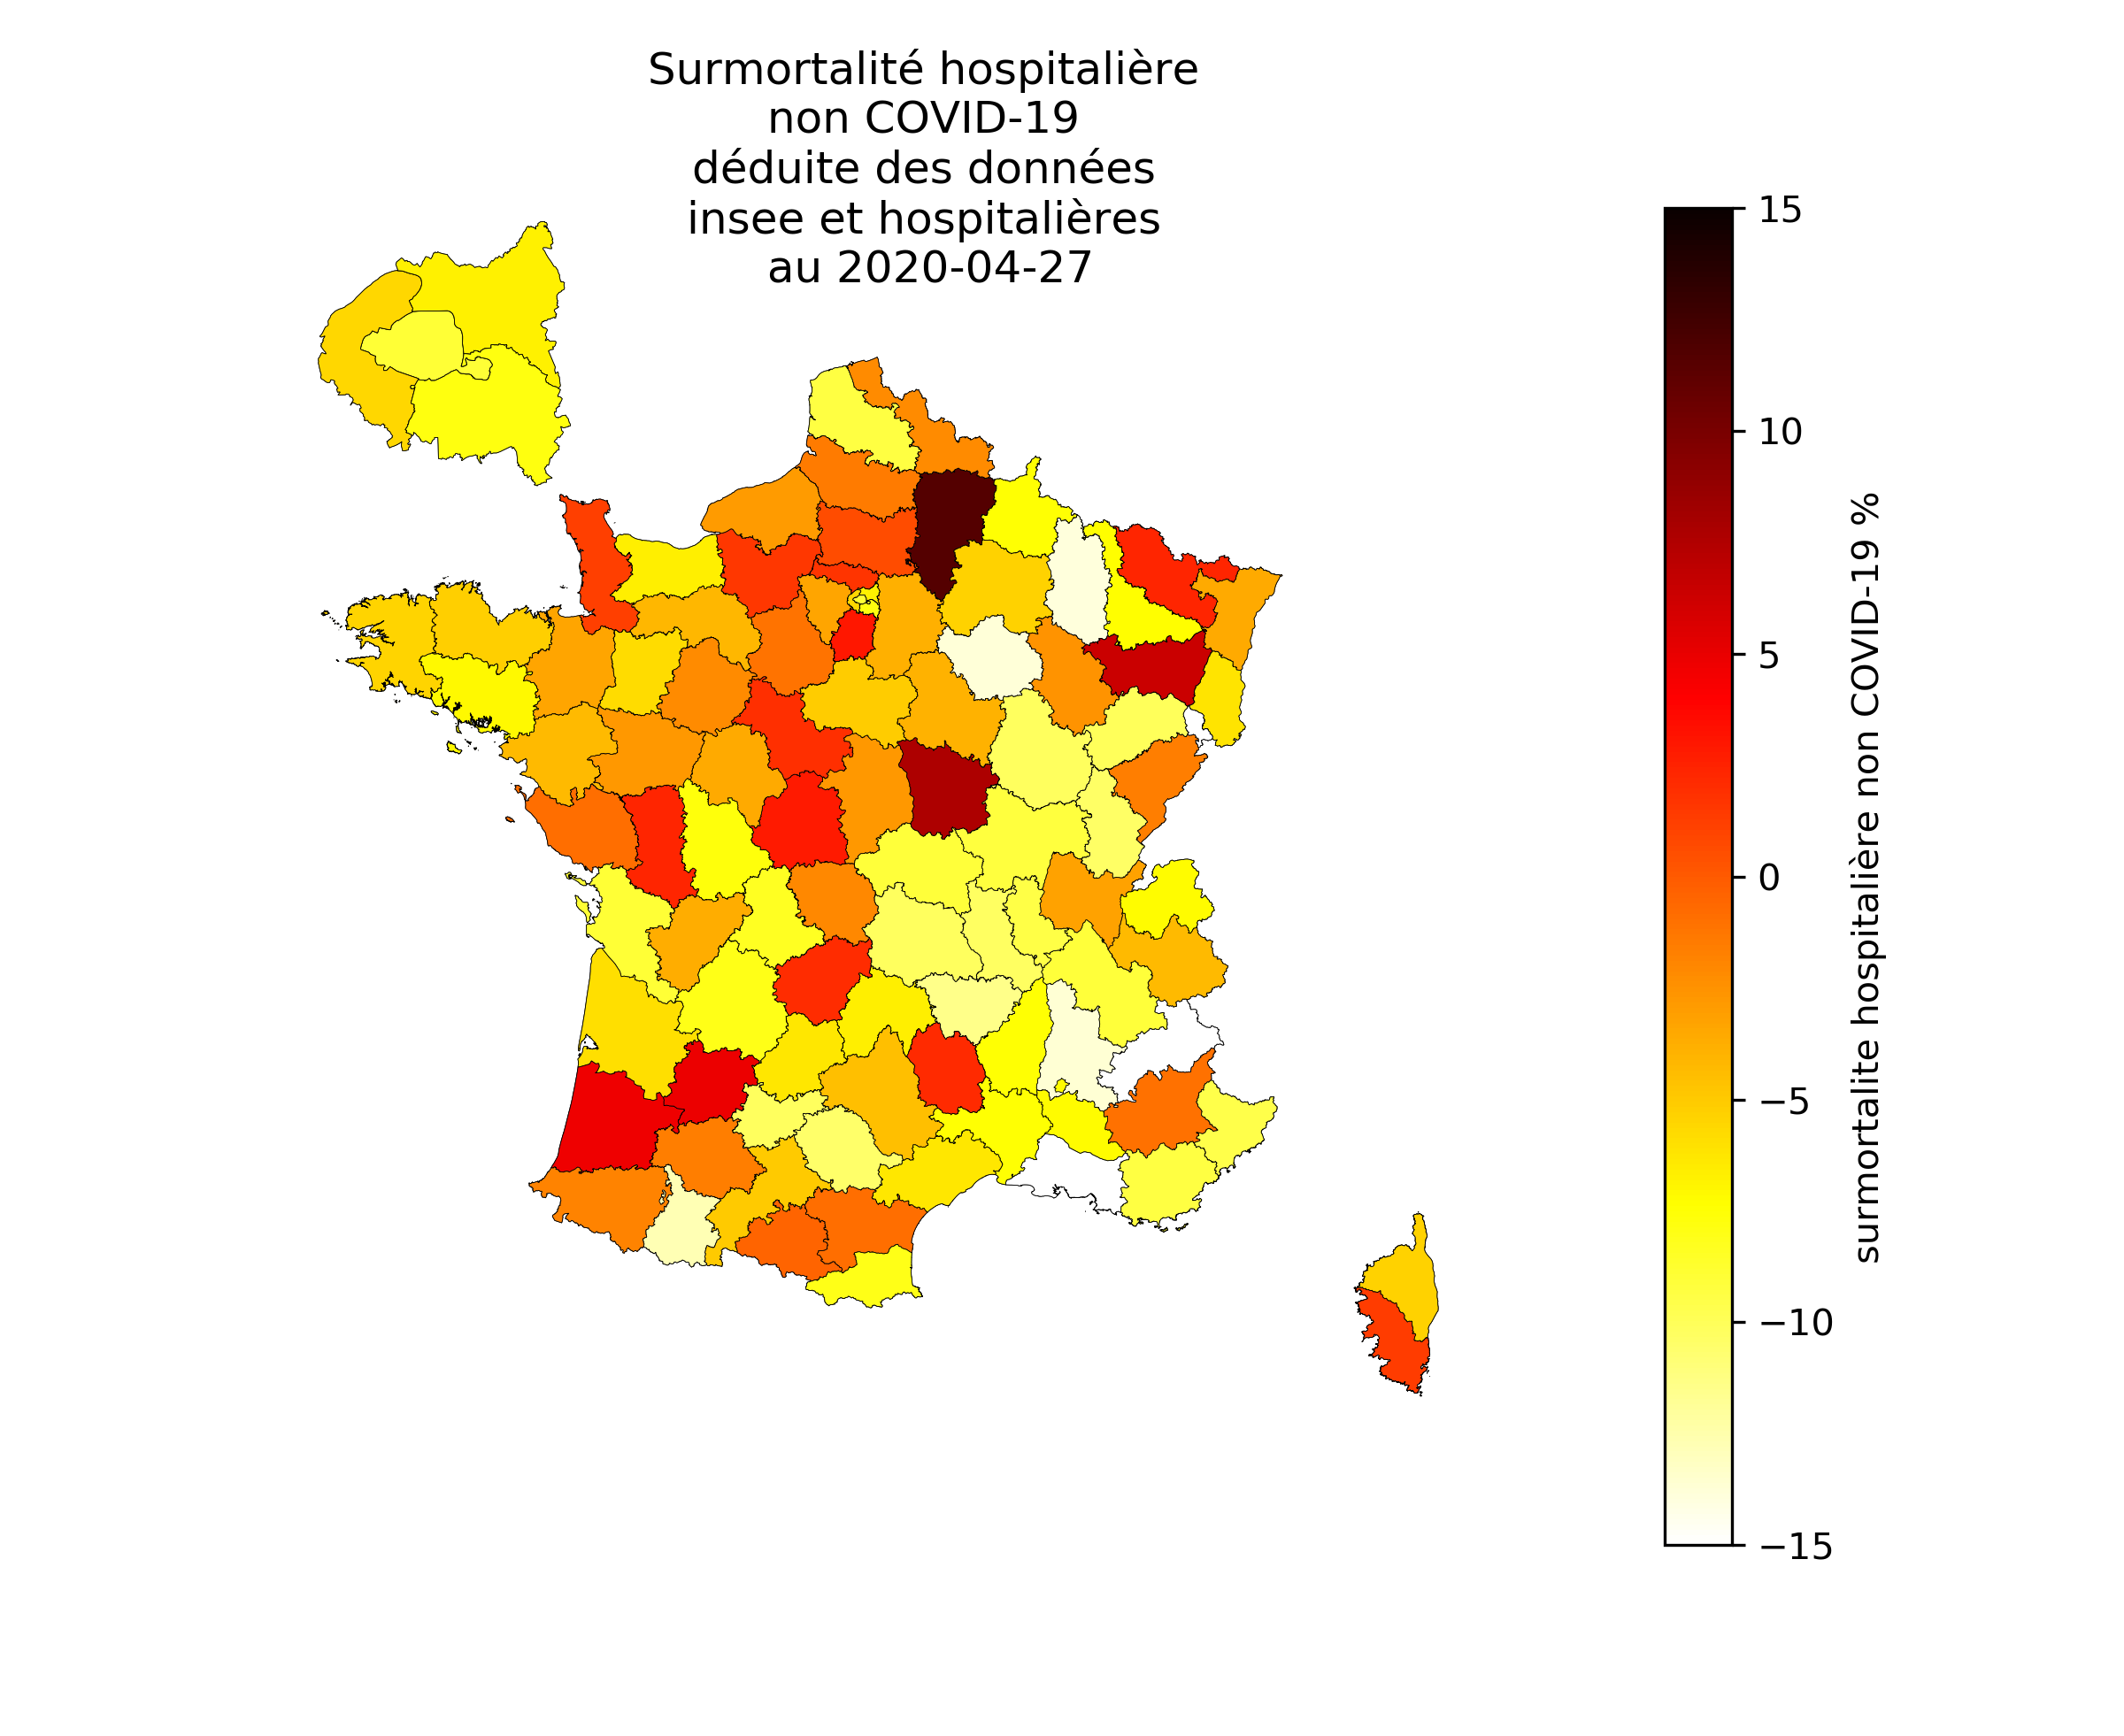 Surmortalité hospitalière
non COVID-19
déduite des données
insee et hospitalières
au 2020-04-27
15
10
5
0
−5
−10
−15
surmortalite hospitalière non COVID-19 %